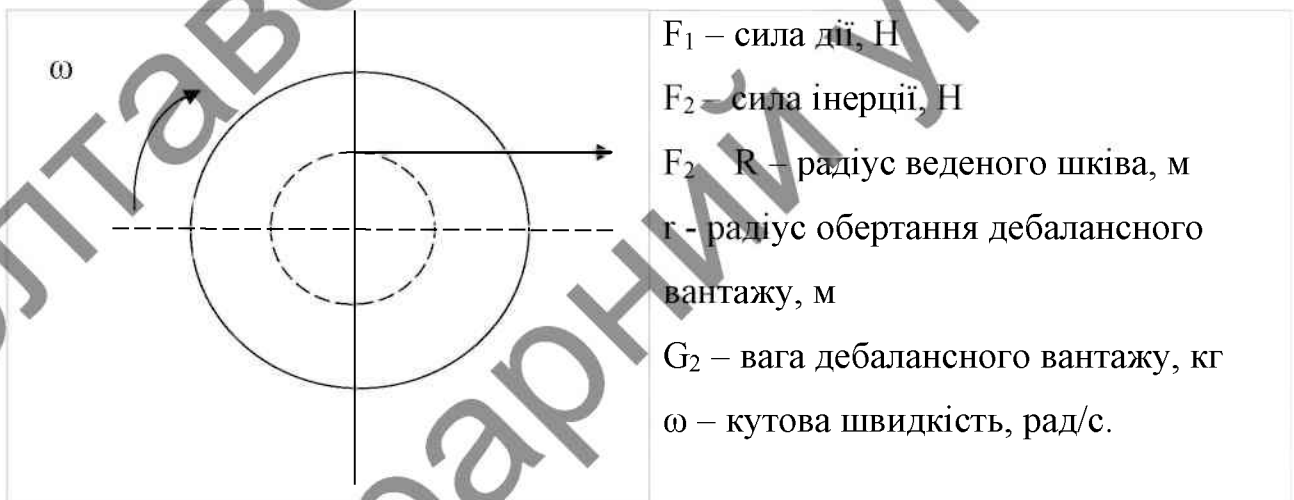 ω
F₁ – сила дії, Н
F₂ – сила інерції, Н
F₂ R – радіус веденого шківа, м
r - радіус обертання дебалансного
вантажу, м
G₂ – вага дебалансного вантажу, кг
ω – кутова швидкість, рад/с.